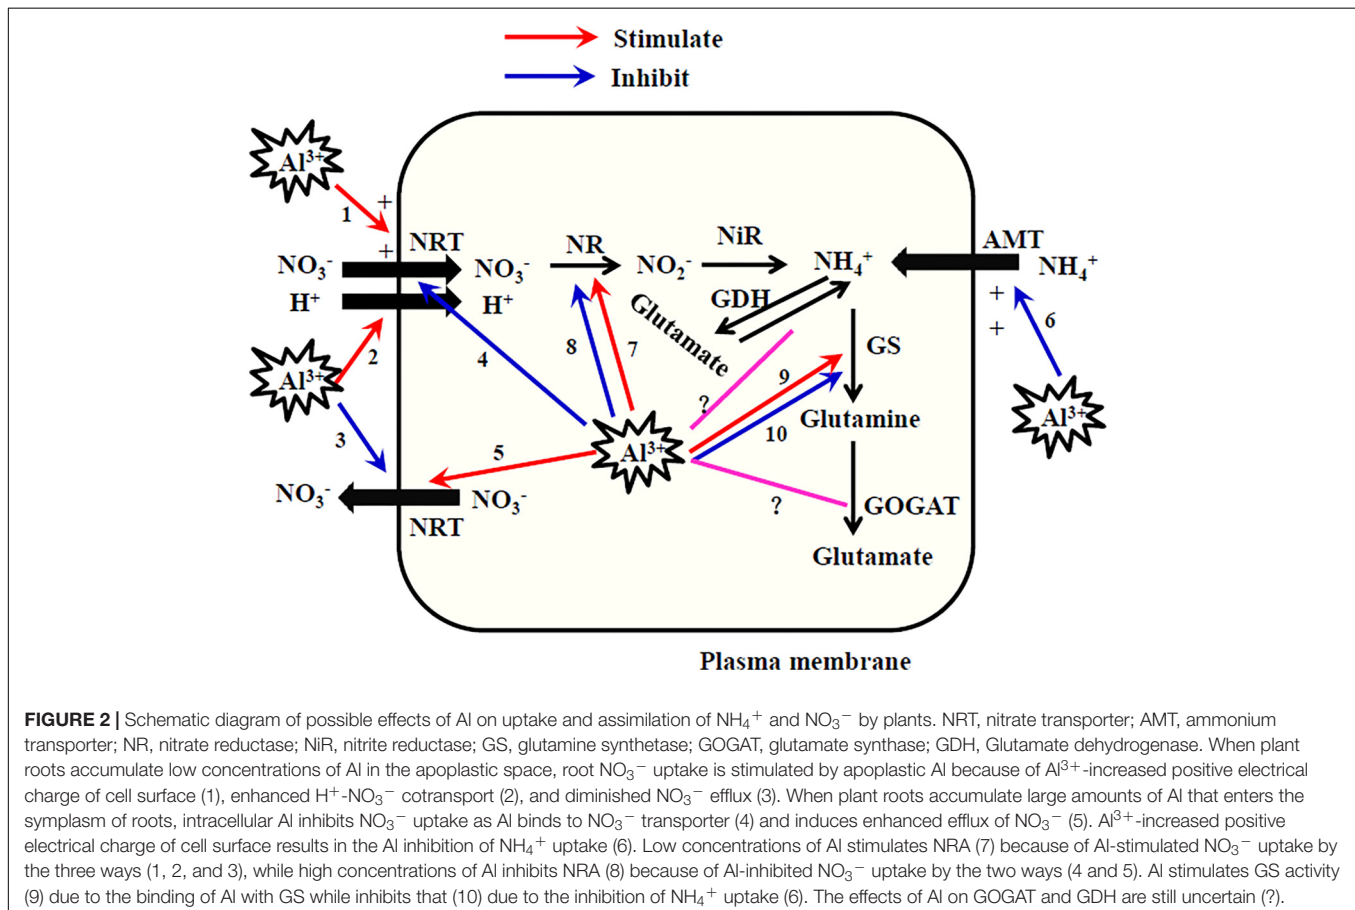 Stimulate
Inhibit
Al³⁺
1
+
+
NRT
NR
NiR
AMT
NO₃⁻
NO₃⁻
NO₂⁻
NH₄⁺
NH₄⁺
H⁺
H⁺
GDH
Glutamate
+
+
6
2
4
8
7
9
GS
Al³⁺
?
Glutamine
Al³⁺
3
10
5
Al³⁺
NO₃⁻
NO₃⁻
NRT
?
GOGAT
Glutamate
Plasma membrane
FIGURE 2 | Schematic diagram of possible effects of Al on uptake and assimilation of NH₄⁺ and NO₃⁻ by plants. NRT, nitrate transporter; AMT, ammonium
transporter; NR, nitrate reductase; NiR, nitrite reductase; GS, glutamine synthetase; GOGAT, glutamate synthase; GDH, Glutamate dehydrogenase. When plant
roots accumulate low concentrations of Al in the apoplastic space, root NO₃⁻ uptake is stimulated by apoplastic Al because of Al³⁺-increased positive electrical
charge of cell surface (1), enhanced H⁺-NO₃⁻ cotransport (2), and diminished NO₃⁻ efflux (3). When plant roots accumulate large amounts of Al that enters the
symplasm of roots, intracellular Al inhibits NO₃⁻ uptake as Al binds to NO₃⁻ transporter (4) and induces enhanced efflux of NO₃⁻ (5). Al³⁺-increased positive
electrical charge of cell surface results in the Al inhibition of NH₄⁺ uptake (6). Low concentrations of Al stimulates NRA (7) because of Al-stimulated NO₃⁻ uptake by
the three ways (1, 2, and 3), while high concentrations of Al inhibits NRA (8) because of Al-inhibited NO₃⁻ uptake by the two ways (4 and 5). Al stimulates GS activity
(9) due to the binding of Al with GS while inhibits that (10) due to the inhibition of NH₄⁺ uptake (6). The effects of Al on GOGAT and GDH are still uncertain (?).